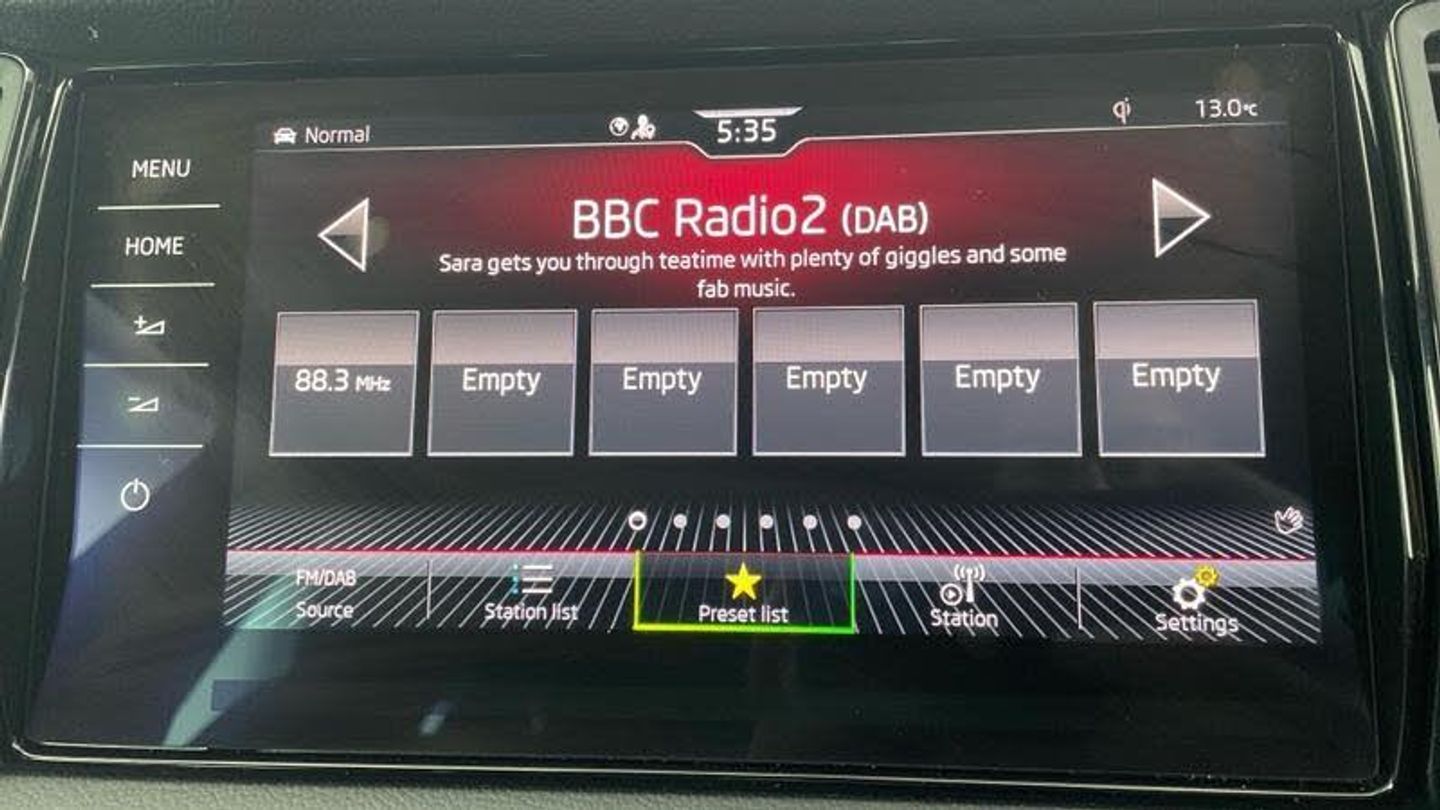 Normal
5:35
13.0°C
MENU
HOME
BBC Radio2 (DAB)
Sara gets you through teatime with plenty of giggles and some
fab music.
88.3 MHz
Empty
Empty
Empty
Empty
Empty
FM/DAB
Source
Station list
Preset list
Station
Settings